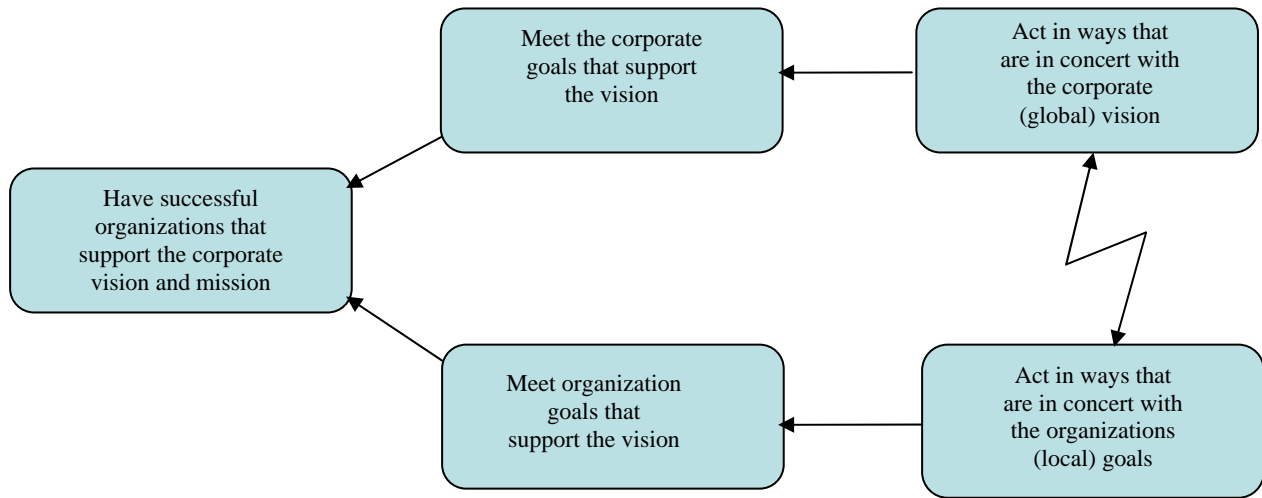 Meet the corporate
goals that support
the vision
Act in ways that
are in concert with
the corporate
(global) vision
Have successful
organizations that
support the corporate
vision and mission
Meet organization
goals that
support the vision
Act in ways that
are in concert with
the organizations
(local) goals